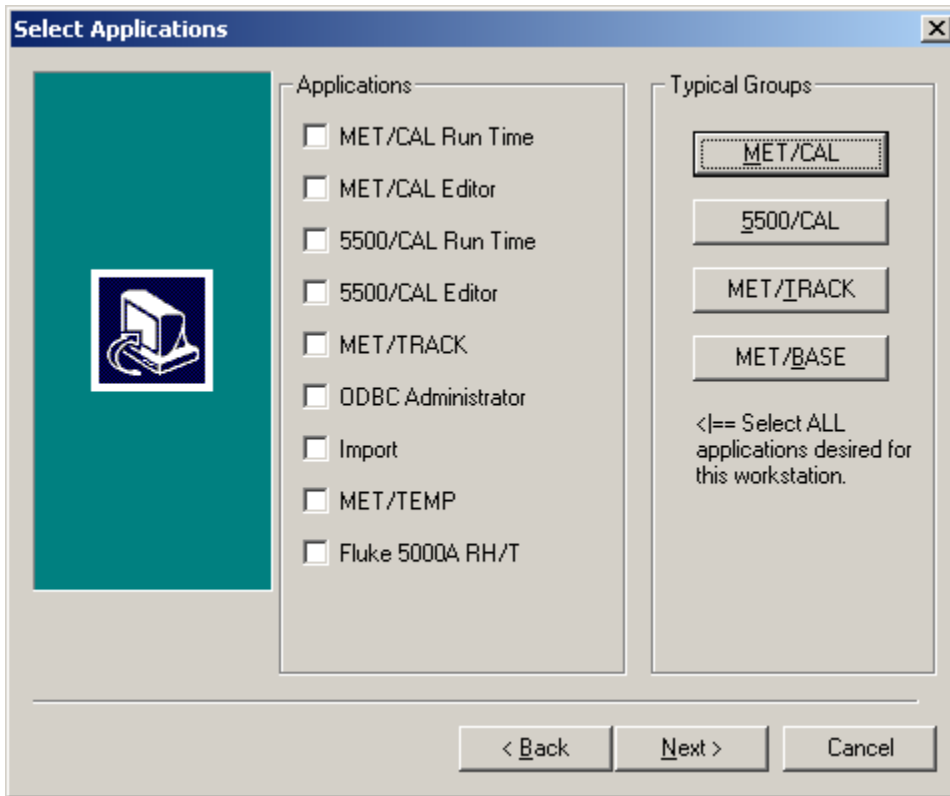 Select Applications
Applications
MET/CAL Run Time
MET/CAL Editor
5500/CAL Run Time
5500/CAL Editor
MET/TRACK
ODBC Administrator
Import
MET/TEMP
Fluke 5000A RH/T
Typical Groups
MET/CAL
5500/CAL
MET/TRACK
MET/BASE
<|== Select ALL
applications desired for
this workstation.
< Back
Next >
Cancel